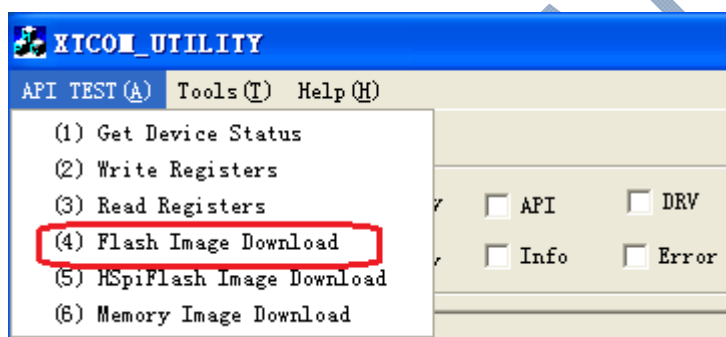 XTCOM_UTILITY
API TEST(A) Tools(T) Help(H)
(1) Get Device Status
(2) Write Registers
(3) Read Registers
API DRV
(4) Flash Image Download
Info Error
(5) HSpiFlash Image Download
(6) Memory Image Download